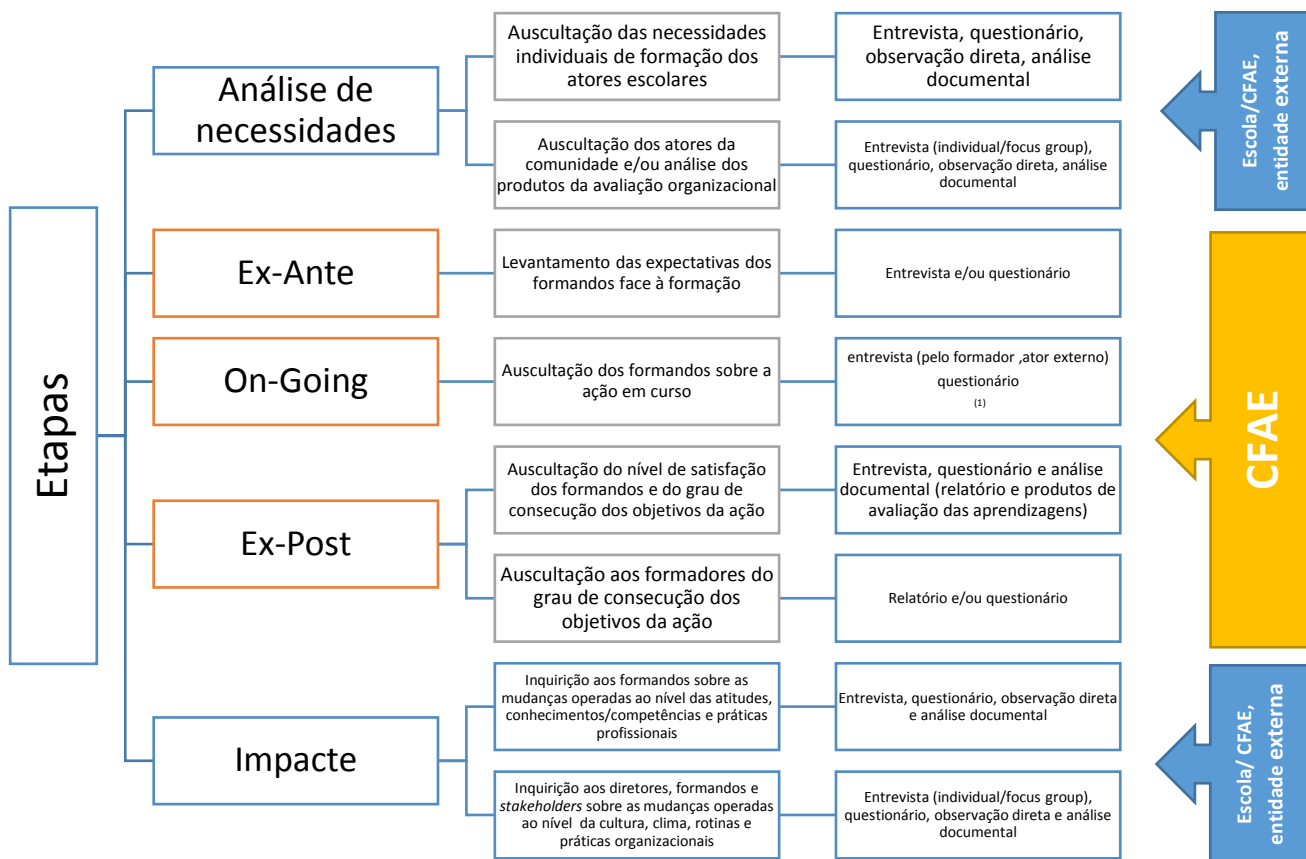 Etapas
Análise de
necessidades
Auscultação das necessidades
individuais de formação dos
atores escolares
Entrevista, questionário,
observação direta, análise
documental
Auscultação dos atores da
comunidade e/ou análise dos
produtos da avaliação organizacional
Entrevista (individual/focus group),
questionário, observação direta, análise
documental
Escola/CFAE,
entidade externa
Ex-Ante
Levantamento das expectativas dos
formandos face à formação
Entrevista e/ou questionário
On-Going
Auscultação dos formandos sobre a
ação em curso
entrevista (pelo formador ,ator externo)
questionário
(1)
Ex-Post
Auscultação do nível de satisfação
dos formandos e do grau de
consecução dos objetivos da ação
Entrevista, questionário e análise
documental (relatório e produtos de
avaliação das aprendizagens)
Auscultação aos formadores do
grau de consecução dos
objetivos da ação
Relatório e/ou questionário
CFAE
Impacte
Inquirição aos formandos sobre as
mudanças operadas ao nível das atitudes,
conhecimentos/competências e práticas
profissionais
Entrevista, questionário, observação direta
e análise documental
Inquirição aos diretores, formandos e
stakeholders sobre as mudanças operadas
ao nível da cultura, clima, rotinas e
práticas organizacionais
Entrevista (individual/focus group),
questionário, observação direta e análise
documental
Escola/ CFAE,
entidade externa